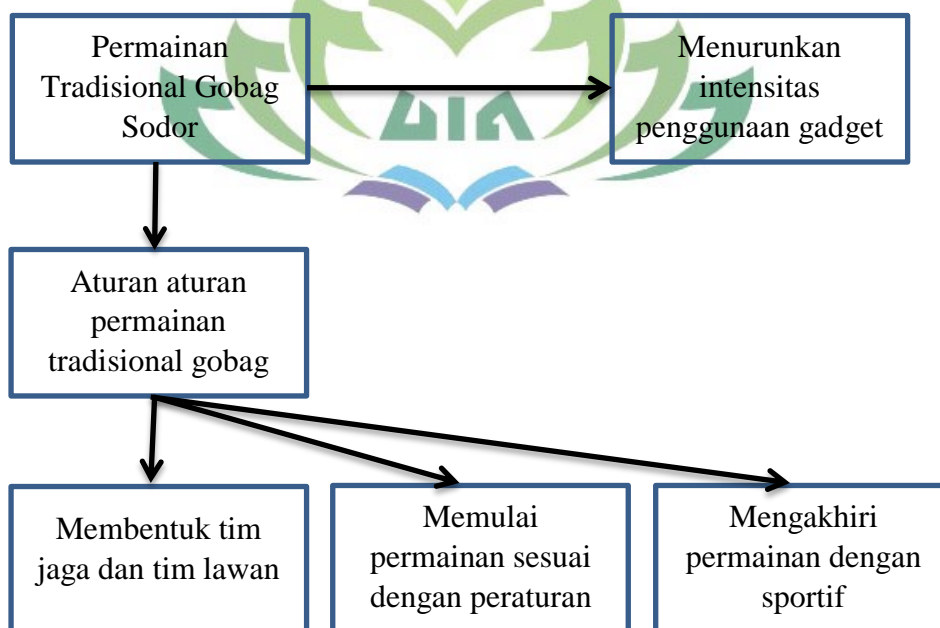 Permainan
Tradisional Gobag
Sodor
Menurunkan
intensitas
penggunaan gadget
UIN
Aturan aturan
permainan
tradisional gobag
Membentuk tim
jaga dan tim lawan
Memulai
permainan sesuai
dengan peraturan
Mengakhiri
permainan dengan
sportif